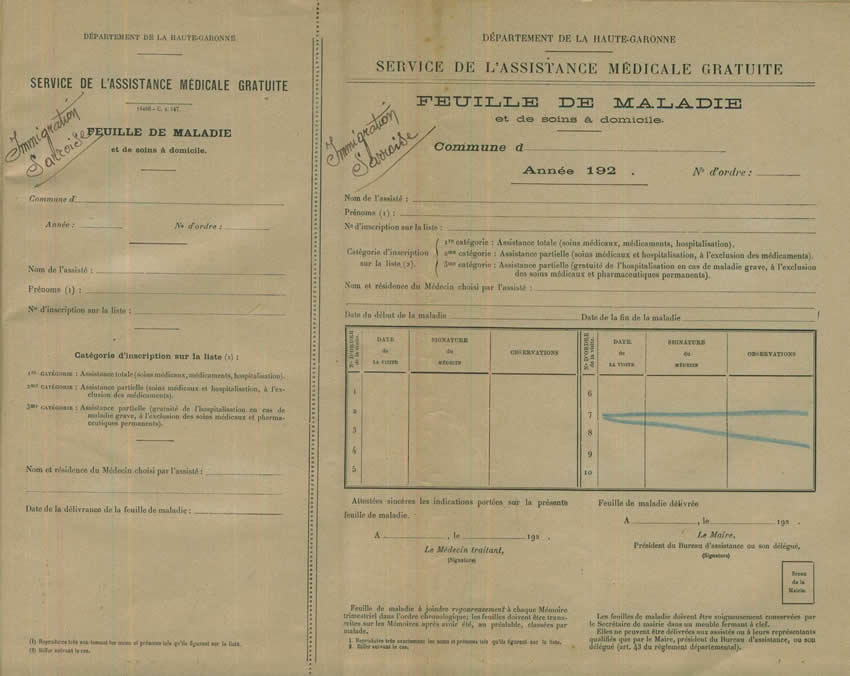 DÉPARTEMENT DE LA HAUTE-GARONNE
SERVICE DE L'ASSISTANCE MÉDICALE GRATUITE
Immigration
Sarroise
FEUILLE DE MALADIE
et de soins à domicile.
Commune d
Année :
No d'ordre :
Nom de l'assisté :
Prénoms (1) :
No d'inscription sur la liste :
Catégorie d'inscription sur la liste (2) :
1re CATÉGORIE : Assistance totale (soins médicaux, médicaments, hospitalisation).
2me CATÉGORIE : Assistance partielle (soins médicaux et hospitalisation, à l'ex-
clusion des médicaments).
3me CATÉGORIE : Assistance partielle (gratuité de l'hospitalisation en cas de
maladie grave, à l'exclusion des soins médicaux et pharma-
ceutiques permanents).
Nom et résidence du Médecin choisi par l'assisté :
Date de la délivrance de la feuille de maladie :
(1) Reproduire très exactement les noms et prénoms tels qu'ils figurent sur la liste.
(2) Biffer suivant le cas.
DÉPARTEMENT DE LA HAUTE-GARONNE
SERVICE DE L'ASSISTANCE MÉDICALE GRATUITE
FEUILLE DE MALADIE
et de soins à domicile.
Immigration
Sarraise
Commune d
Année 192 .
No d'ordre :
Nom de l'assisté :
Prénoms (1) :
No d'inscription sur la liste :
Catégorie d'inscription
sur la liste (2).
1re catégorie : Assistance totale (soins médicaux, médicaments, hospitalisation).
2me catégorie : Assistance partielle (soins médicaux et hospitalisation, à l'exclusion des médicaments).
3me catégorie : Assistance partielle (gratuité de l'hospitalisation en cas de maladie grave, à l'exclusion
des soins médicaux et pharmaceutiques permanents).
Nom et résidence du Médecin choisi par l'assisté :
Date du début de la maladie
Date de la fin de la maladie
No D'ORDRE de la visite.
DATE de LA VISITE
SIGNATURE du MÉDECIN
OBSERVATIONS
No D'ORDRE de la visite.
DATE de LA VISITE
SIGNATURE du MÉDECIN
OBSERVATIONS
1
2
3
4
5
6
7
8
9
10
Attestées sincères les indications portées sur la présente
feuille de maladie.
A , le 192 .
Le Médecin traitant,
(Signature)
Feuille de maladie délivrée
A , le 192 .
Le Maire,
Président du Bureau d'assistance ou son délégué,
(Signature)
Sceau
de la
Mairie.
Feuille de maladie à joindre rigoureusement à chaque Mémoire
trimestriel dans l'ordre chronologique; les feuilles doivent être trans-
crites sur les Mémoires après avoir été, au préalable, classées par
malade.
1. Reproduire très exactement les noms et prénoms tels qu'ils figurent sur la liste.
2. Biffer suivant le cas.
Les feuilles de maladie doivent être soigneusement conservées par
le Secrétaire de mairie dans un meuble fermant à clef.
Elles ne peuvent être délivrées aux assistés ou à leurs représentants
qualifiés que par le Maire, président du Bureau d'assistance, ou son
délégué (art. 43 du règlement départemental).